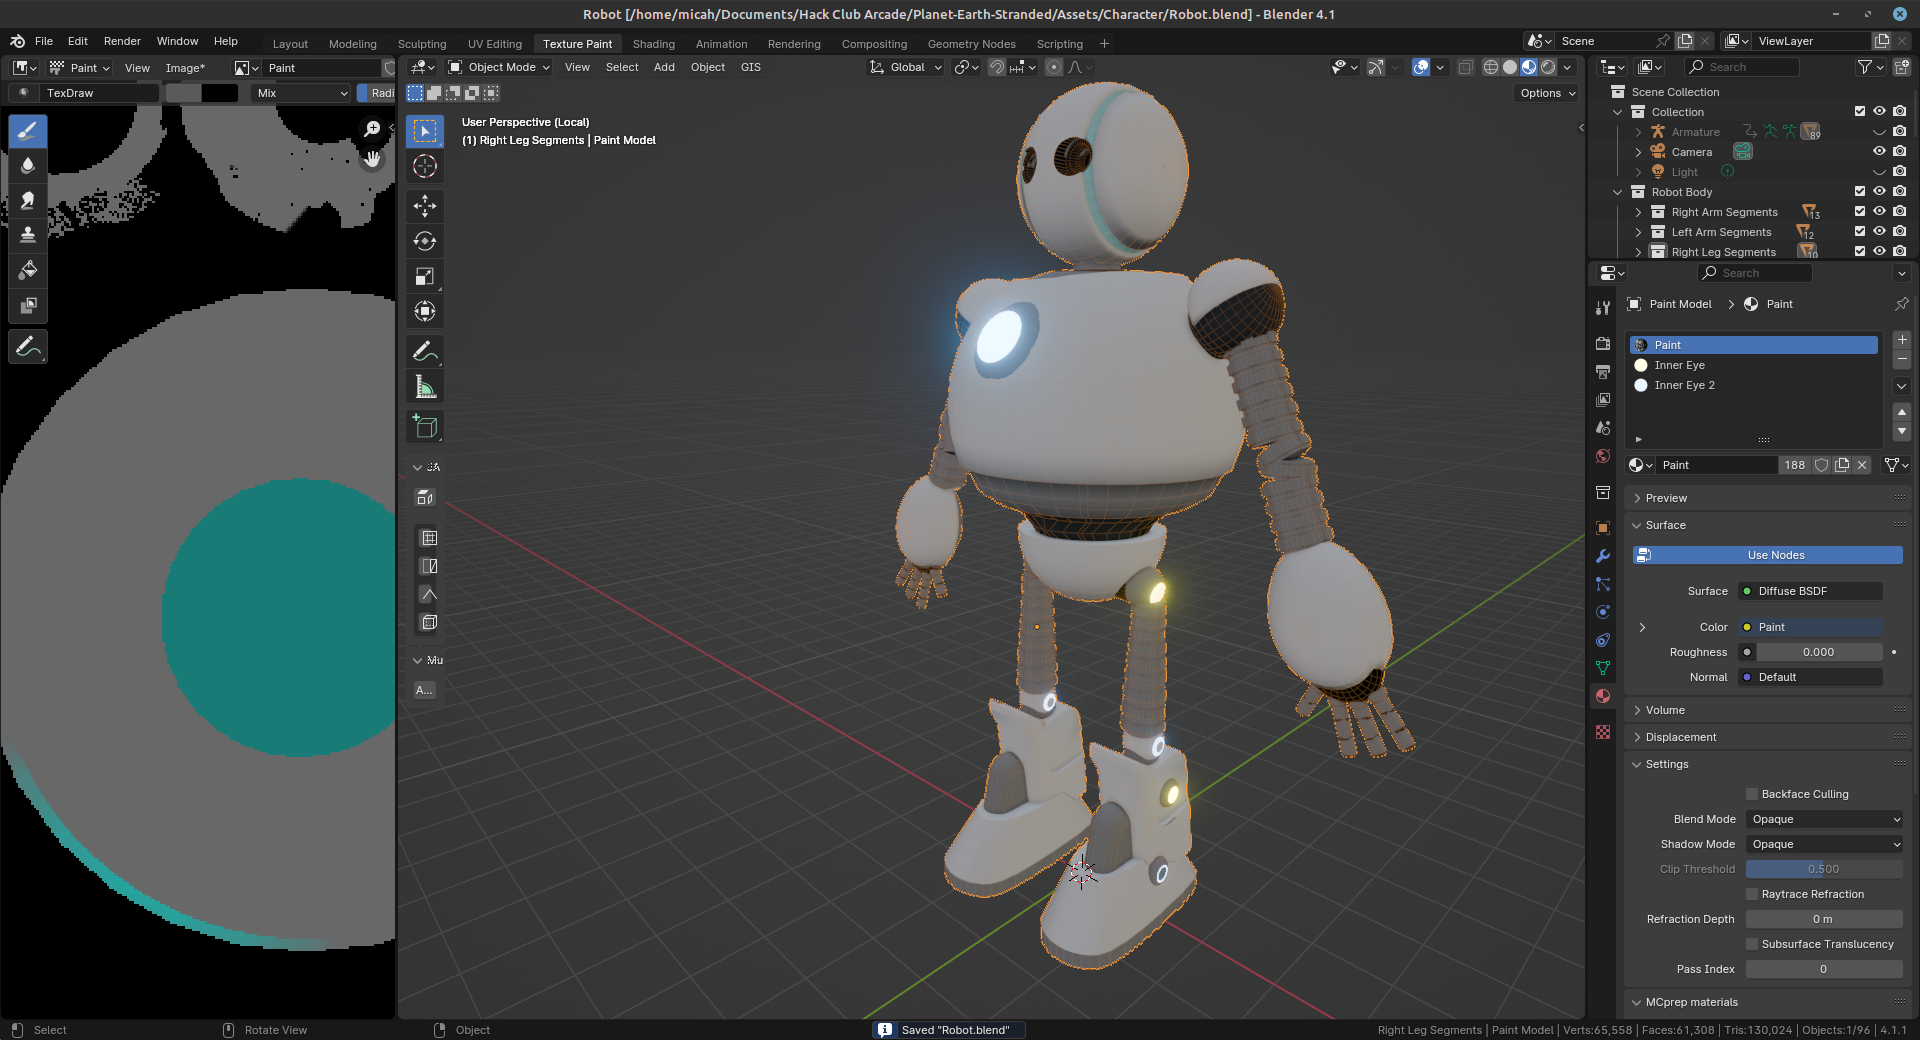 Robot [/home/micah/Documents/Hack Club Arcade/Planet-Earth-Stranded/Assets/Character/Robot.blend] - Blender 4.1
File Edit Render Window Help Layout Modeling Sculpting UV Editing Texture Paint Shading Animation Rendering Compositing Geometry Nodes Scripting + Scene ViewLayer
Paint View Image* Paint Object Mode View Select Add Object GIS Global Search
TexDraw Mix Radi Options
Scene Collection
Collection
Armature 89
Camera
Light
Robot Body
Right Arm Segments 13
Left Arm Segments 12
Right Leg Segments 10
User Perspective (Local)
(1) Right Leg Segments | Paint Model
Search
Paint Model Paint
Paint
Inner Eye
Inner Eye 2
Paint 188
Preview
Surface
Use Nodes
Surface Diffuse BSDF
Color Paint
Roughness 0.000
Normal Default
Volume
Displacement
Settings
Backface Culling
Blend Mode Opaque
Shadow Mode Opaque
Clip Threshold 0.500
Raytrace Refraction
Refraction Depth 0 m
Subsurface Translucency
Pass Index 0
MCprep materials
Mu
A...
Select Rotate View Object Saved "Robot.blend" Right Leg Segments | Paint Model | Verts:65,558 | Faces:61,308 | Tris:130,024 | Objects:1/96 | 4.1.1